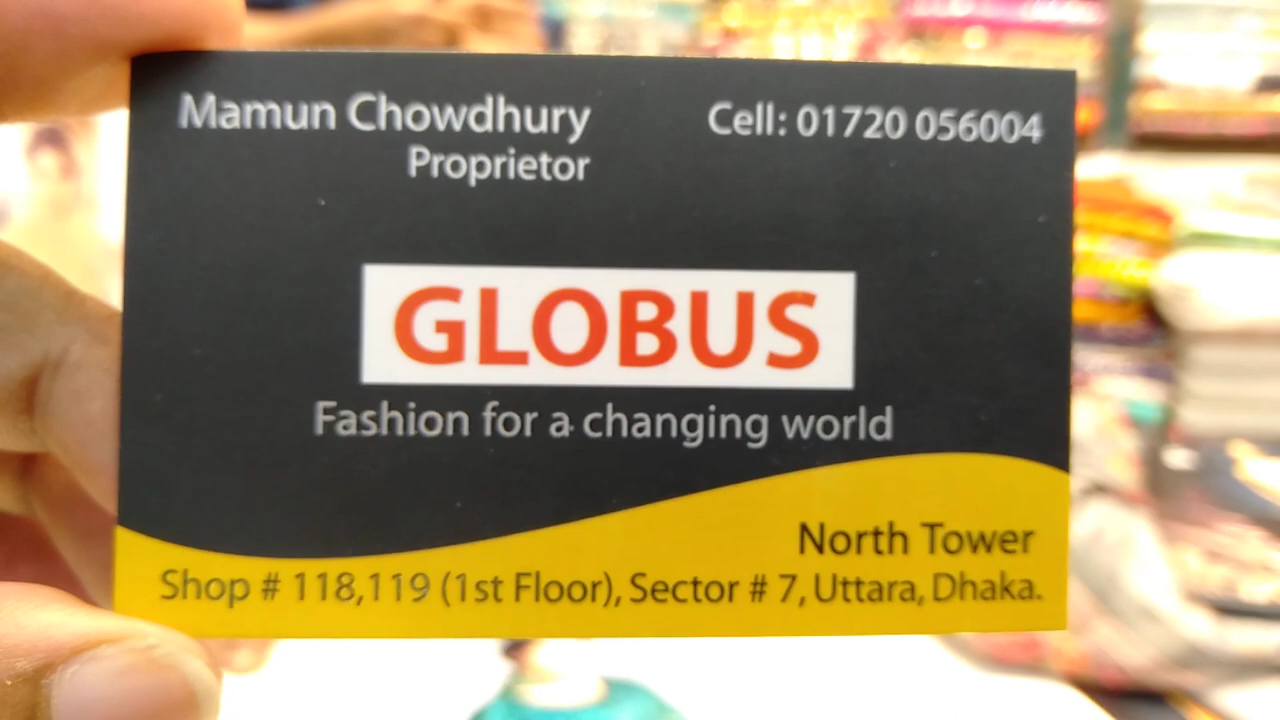 Mamun Chowdhury
Proprietor
Cell: 01720 056004
GLOBUS
Fashion for a changing world
North Tower
Shop # 118,119 (1st Floor), Sector # 7, Uttara, Dhaka.